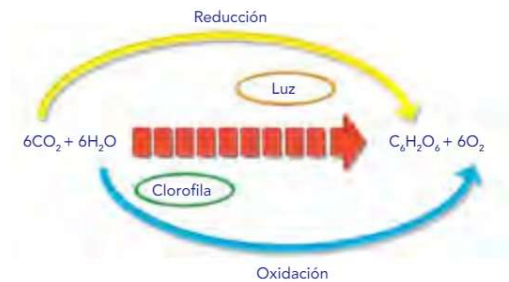 Reducción
Luz
6CO₂ + 6H₂O
C₆H₂O₆ + 6O₂
Clorofila
Oxidación